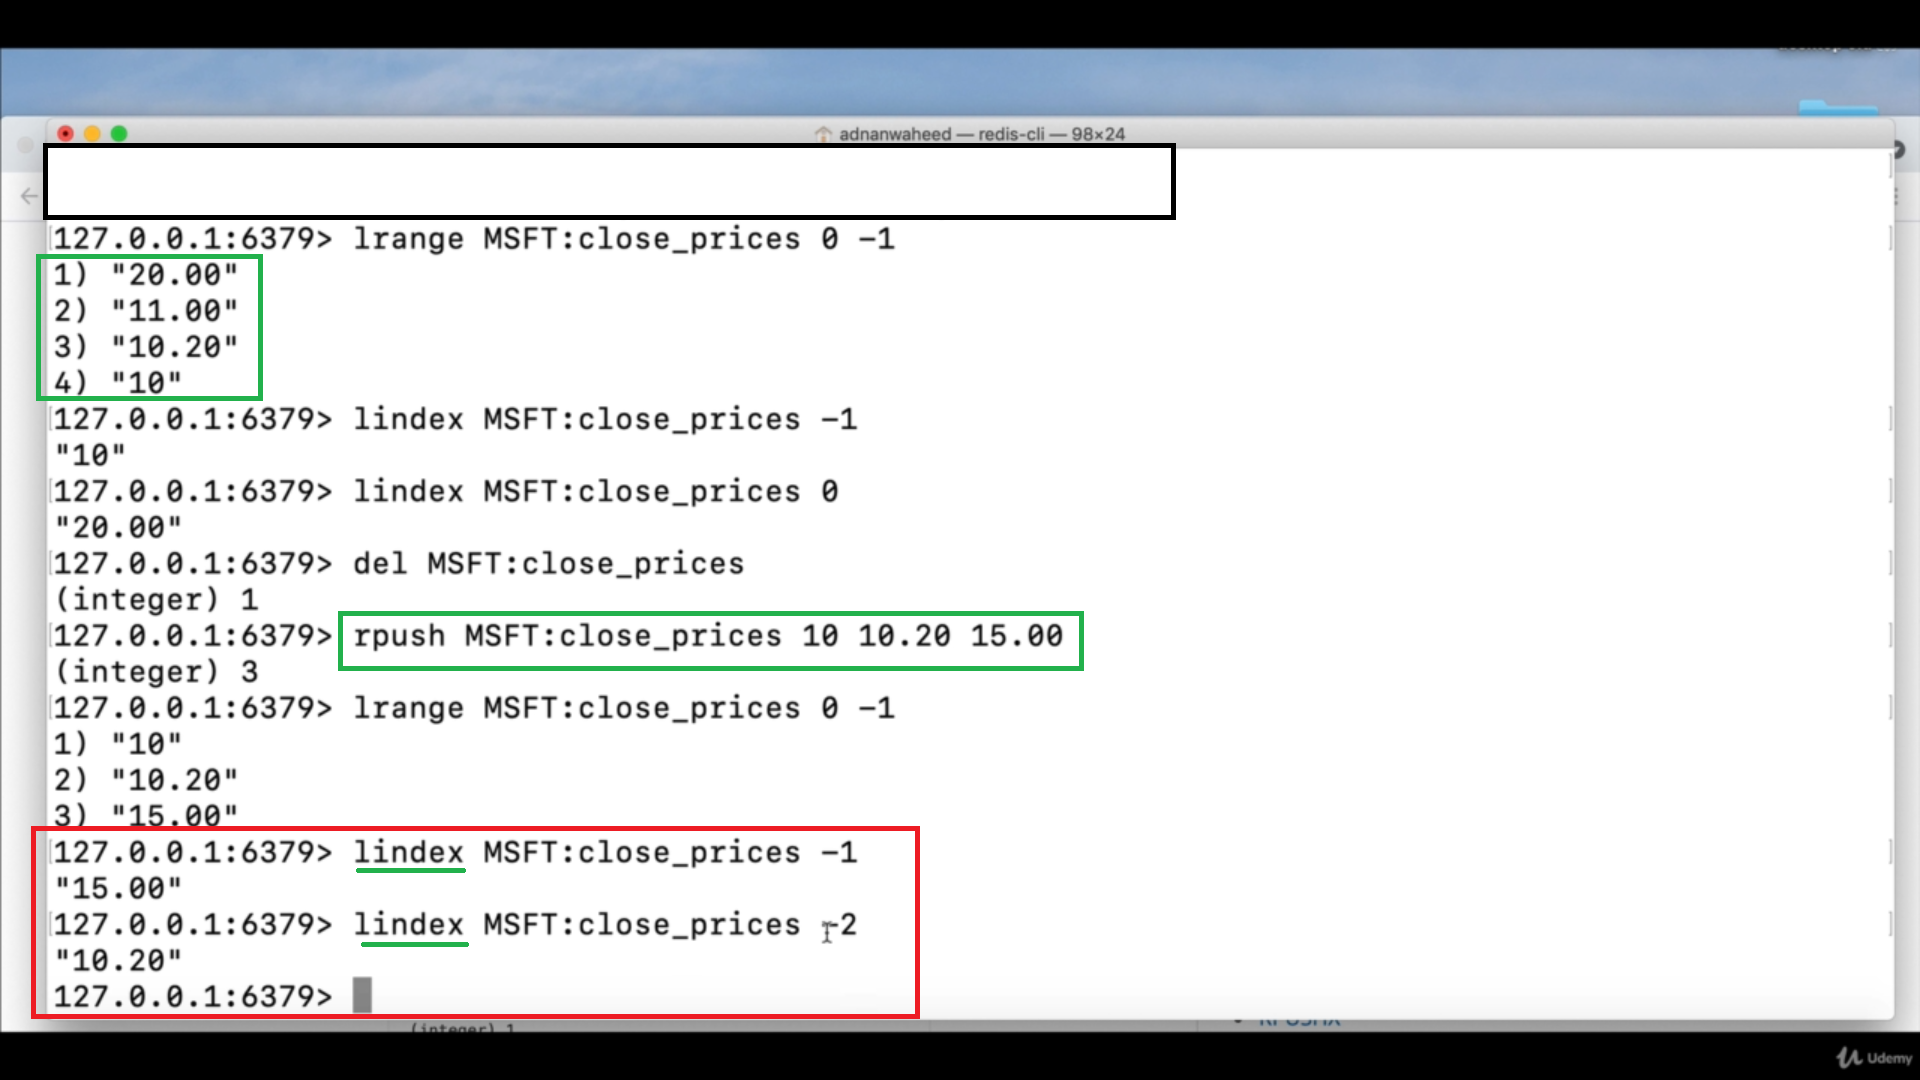 adnanwaheed — redis-cli — 98×24
127.0.0.1:6379> lrange MSFT:close_prices 0 -1
1) "20.00"
2) "11.00"
3) "10.20"
4) "10"
127.0.0.1:6379> lindex MSFT:close_prices -1
"10"
127.0.0.1:6379> lindex MSFT:close_prices 0
"20.00"
127.0.0.1:6379> del MSFT:close_prices
(integer) 1
127.0.0.1:6379> rpush MSFT:close_prices 10 10.20 15.00
(integer) 3
127.0.0.1:6379> lrange MSFT:close_prices 0 -1
1) "10"
2) "10.20"
3) "15.00"
127.0.0.1:6379> lindex MSFT:close_prices -1
"15.00"
127.0.0.1:6379> lindex MSFT:close_prices -2
"10.20"
127.0.0.1:6379>
(integer) 1
RPUSHX
Udemy